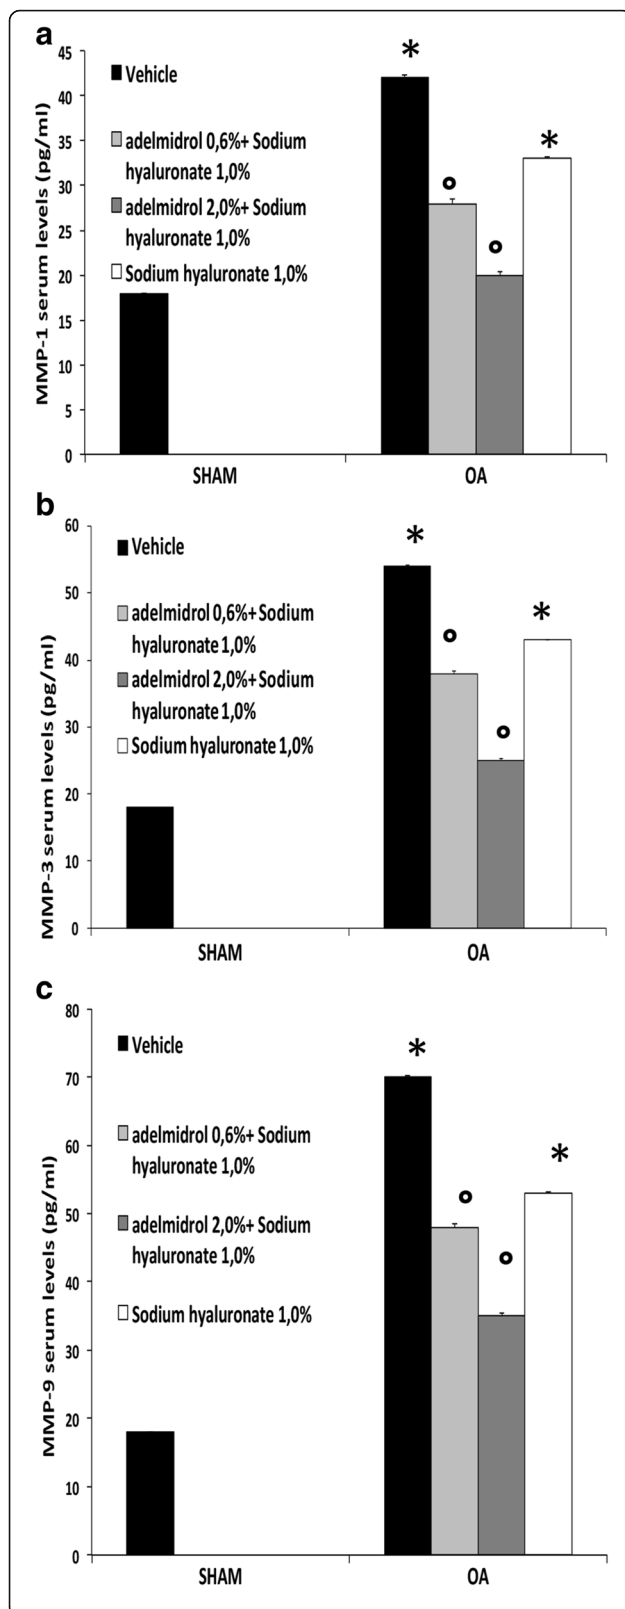 a
MMP-1 serum levels (pg/ml)
45
40
35
30
25
20
15
10
5
0
Vehicle
adelmidrol 0,6%+ Sodium
hyaluronate 1,0%
adelmidrol 2,0%+ Sodium
hyaluronate 1,0%
Sodium hyaluronate 1,0%
*
°
°
*
SHAM
OA
b
MMP-3 serum levels (pg/ml)
60
50
40
30
20
10
0
Vehicle
adelmidrol 0,6%+ Sodium
hyaluronate 1,0%
adelmidrol 2,0%+ Sodium
hyaluronate 1,0%
Sodium hyaluronate 1,0%
*
°
°
*
SHAM
OA
c
MMP-9 serum levels (pg/ml)
80
70
60
50
40
30
20
10
0
Vehicle
adelmidrol 0,6%+ Sodium
hyaluronate 1,0%
adelmidrol 2,0%+ Sodium
hyaluronate 1,0%
Sodium hyaluronate 1,0%
*
°
°
*
SHAM
OA